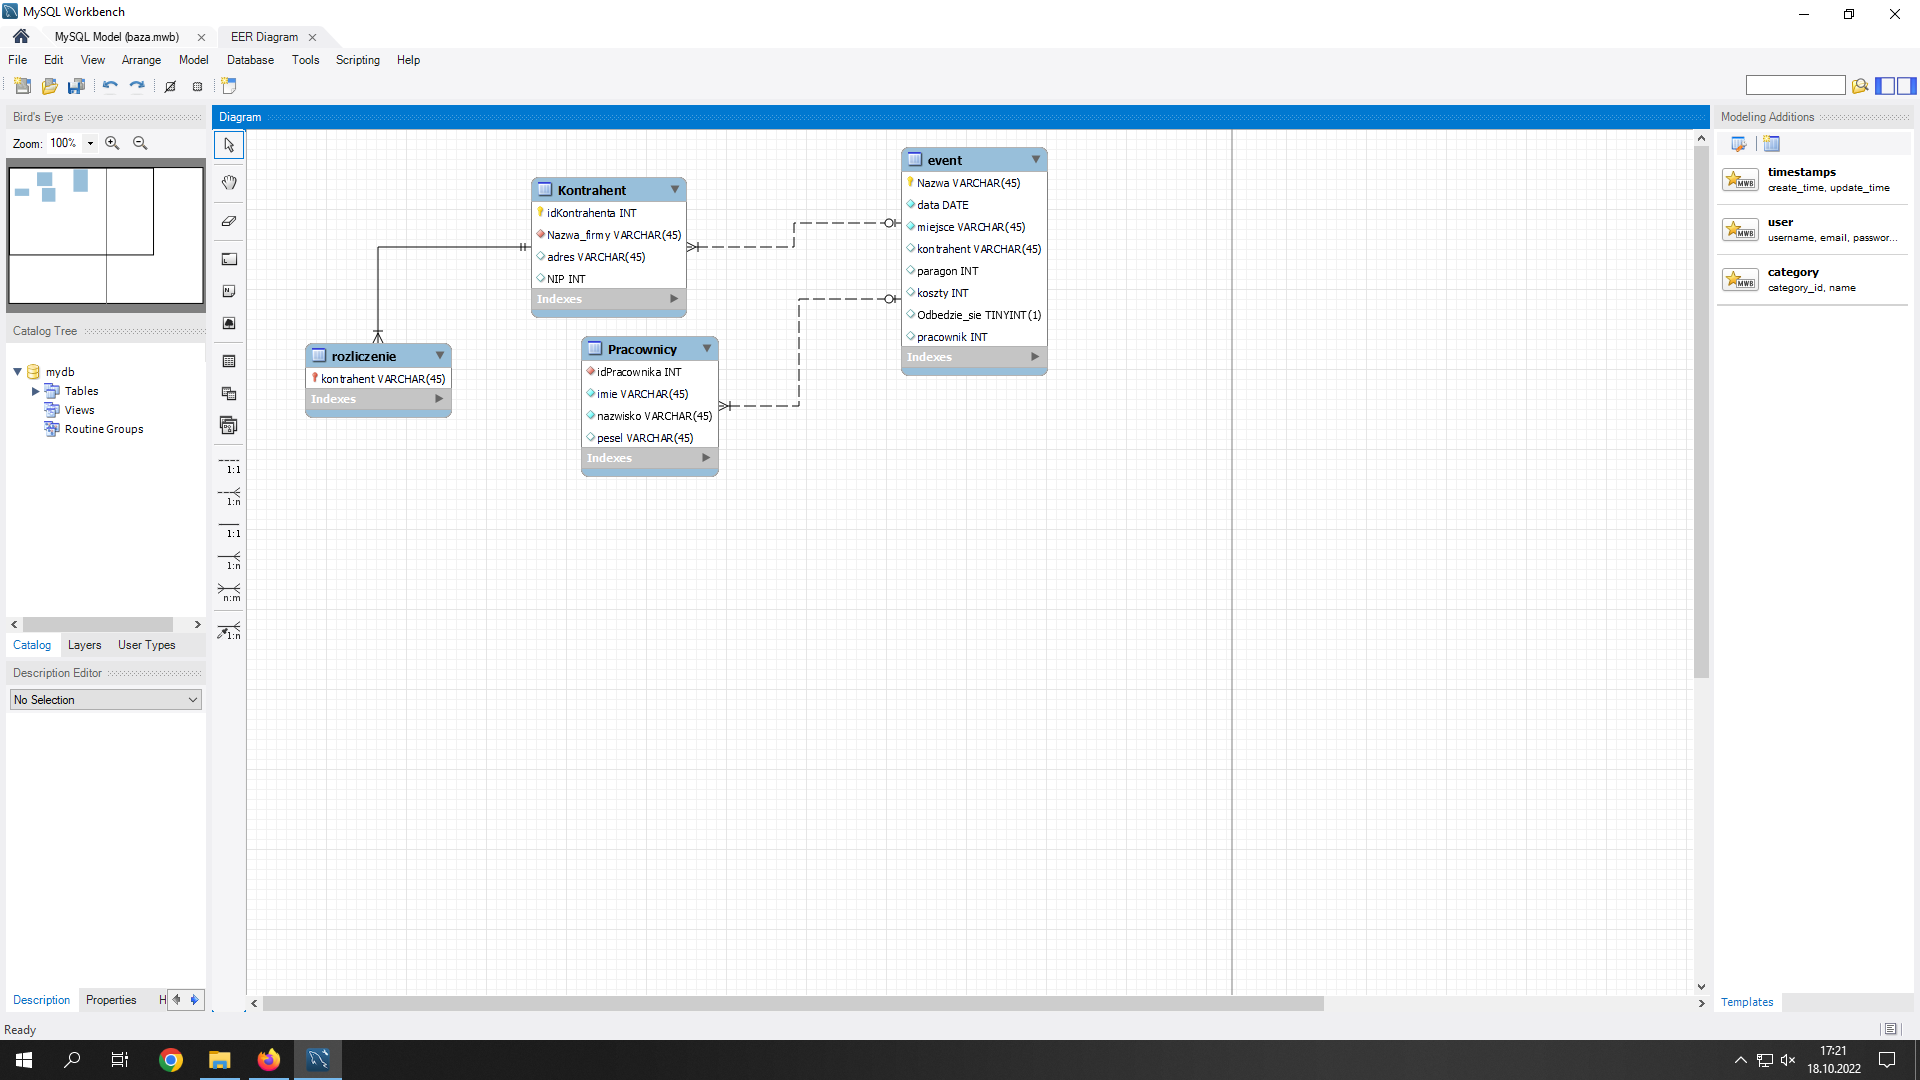 MySQL Workbench
MySQL Model (baza.mwb)
EER Diagram
File Edit View Arrange Model Database Tools Scripting Help
Bird's Eye
Zoom: 100%
Catalog Tree
mydb
Tables
Views
Routine Groups
Catalog Layers User Types
Description Editor
No Selection
Description Properties H
Diagram
1:1
1:n
1:1
1:n
n:m
1:n
Kontrahent
idKontrahenta INT
Nazwa_firmy VARCHAR(45)
adres VARCHAR(45)
NIP INT
Indexes
event
Nazwa VARCHAR(45)
data DATE
miejsce VARCHAR(45)
kontrahent VARCHAR(45)
paragon INT
koszty INT
Odbedzie_sie TINYINT(1)
pracownik INT
Indexes
rozliczenie
kontrahent VARCHAR(45)
Indexes
Pracownicy
idPracownika INT
imie VARCHAR(45)
nazwisko VARCHAR(45)
pesel VARCHAR(45)
Indexes
Modeling Additions
MWB
timestamps
create_time, update_time
MWB
user
username, email, passwor...
MWB
category
category_id, name
Templates
Ready
17:21
18.10.2022